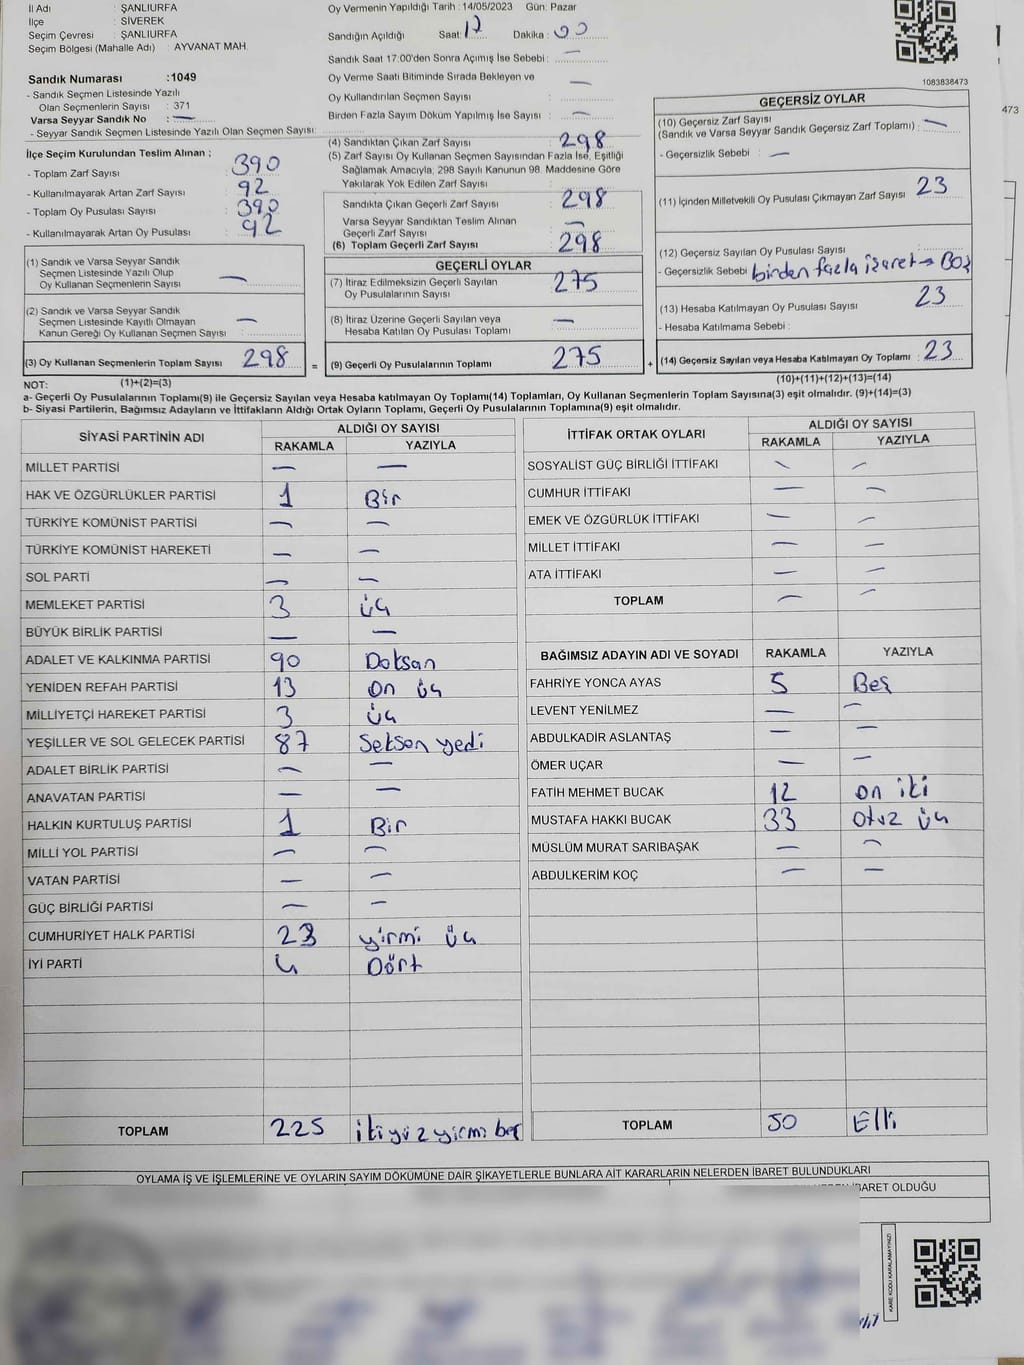 İl Adı : ŞANLIURFA
İlçe : SİVEREK
Seçim Çevresi : ŞANLIURFA
Seçim Bölgesi (Mahalle Adı) : AYVANAT MAH.
Sandık Numarası :1049
- Sandık Seçmen Listesinde Yazılı
Olan Seçmenlerin Sayısı : 371
Varsa Seyyar Sandık No : —
- Seyyar Sandık Seçmen Listesinde Yazılı Olan Seçmen Sayısı:
İlçe Seçim Kurulundan Teslim Alınan ;
- Toplam Zarf Sayısı : 390
- Kullanılmayarak Artan Zarf Sayısı : 92
- Toplam Oy Pusulası Sayısı : 390
- Kullanılmayarak Artan Oy Pusulası : 92
(1) Sandık ve Varsa Seyyar Sandık
Seçmen Listesinde Yazılı Olup
Oy Kullanan Seçmenlerin Sayısı : —
(2) Sandık ve Varsa Seyyar Sandık
Seçmen Listesinde Kayıtlı Olmayan
Kanun Gereği Oy Kullanan Seçmen Sayısı : —
(3) Oy Kullanan Seçmenlerin Toplam Sayısı : 298 =
Oy Vermenin Yapıldığı Tarih : 14/05/2023 Gün: Pazar
Sandığın Açıldığı Saat: 17 Dakika : 00
Sandık Saat 17:00'den Sonra Açımış İse Sebebi : —
Oy Verme Saati Bitiminde Sırada Bekleyen ve
Oy Kullandırılan Seçmen Sayısı : —
Birden Fazla Sayım Döküm Yapılmış İse Sayısı : —
(4) Sandıktan Çıkan Zarf Sayısı : 298
(5) Zarf Sayısı Oy Kullanan Seçmen Sayısından Fazla İse, Eşitliği
Sağlamak Amacıyla; 298 Sayılı Kanunun 98. Maddesine Göre
Yakılarak Yok Edilen Zarf Sayısı :
Sandıkta Çıkan Geçerli Zarf Sayısı : 298
Varsa Seyyar Sandıktan Teslim Alınan
Geçerli Zarf Sayısı : —
(6) Toplam Geçerli Zarf Sayısı : 298
GEÇERLİ OYLAR
(7) İtiraz Edilmeksizin Geçerli Sayılan
Oy Pusulalarının Sayısı : 275
(8) İtiraz Üzerine Geçerli Sayılan veya
Hesaba Katılan Oy Pusulası Toplamı : —
(9) Geçerli Oy Pusulalarının Toplamı : 275 +
1083838473
473
GEÇERSİZ OYLAR
(10) Geçersiz Zarf Sayısı
(Sandık ve Varsa Seyyar Sandık Geçersiz Zarf Toplamı) : —
- Geçersizlik Sebebi : —
(11) İçinden Milletvekili Oy Pusulası Çıkmayan Zarf Sayısı : 23
(12) Geçersiz Sayılan Oy Pusulası Sayısı :
- Geçersizlik Sebebi birden fazla işaret → Boş
(13) Hesaba Katılmayan Oy Pusulası Sayısı : 23
- Hesaba Katılmama Sebebi :
(14) Geçersiz Sayılan veya Hesaba Katılmayan Oy Toplamı : 23
NOT: (1)+(2)=(3) (10)+(11)+(12)+(13)=(14)
a- Geçerli Oy Pusulalarının Toplamı(9) ile Geçersiz Sayılan veya Hesaba katılmayan Oy Toplamı(14) Toplamları, Oy Kullanan Seçmenlerin Toplam Sayısına(3) eşit olmalıdır. (9)+(14)=(3)
b- Siyasi Partilerin, Bağımsız Adayların ve İttifakların Aldığı Ortak Oyların Toplamı, Geçerli Oy Pusulalarının Toplamına(9) eşit olmalıdır.
SİYASİ PARTİNİN ADI ALDIĞI OY SAYISI
RAKAMLA YAZIYLA
MİLLET PARTİSİ — —
HAK VE ÖZGÜRLÜKLER PARTİSİ 1 Bir
TÜRKİYE KOMÜNİST PARTİSİ — —
TÜRKİYE KOMÜNİST HAREKETİ — —
SOL PARTİ — —
MEMLEKET PARTİSİ 3 üç
BÜYÜK BİRLİK PARTİSİ — —
ADALET VE KALKINMA PARTİSİ 90 Doksan
YENİDEN REFAH PARTİSİ 13 on üç
MİLLİYETÇİ HAREKET PARTİSİ 3 üç
YEŞİLLER VE SOL GELECEK PARTİSİ 87 Seksen yedi
ADALET BİRLİK PARTİSİ — —
ANAVATAN PARTİSİ — —
HALKIN KURTULUŞ PARTİSİ 1 Bir
MİLLİ YOL PARTİSİ — —
VATAN PARTİSİ — —
GÜÇ BİRLİĞİ PARTİSİ — —
CUMHURİYET HALK PARTİSİ 23 yirmi üç
İYİ PARTİ 4 Dört
TOPLAM 225 ikiyüzyirmi beş
İTTİFAK ORTAK OYLARI ALDIĞI OY SAYISI
RAKAMLA YAZIYLA
SOSYALİST GÜÇ BİRLİĞİ İTTİFAKI — —
CUMHUR İTTİFAKI — —
EMEK VE ÖZGÜRLÜK İTTİFAKI — —
MİLLET İTTİFAKI — —
ATA İTTİFAKI — —
TOPLAM — —
BAĞIMSIZ ADAYIN ADI VE SOYADI RAKAMLA YAZIYLA
FAHRİYE YONCA AYAS 5 Beş
LEVENT YENİLMEZ — —
ABDULKADİR ASLANTAŞ — —
ÖMER UÇAR — —
FATİH MEHMET BUCAK 12 on iki
MUSTAFA HAKKI BUCAK 33 otuz üç
MÜSLÜM MURAT SARIBAŞAK — —
ABDULKERİM KOÇ — —
TOPLAM 50 Elli
OYLAMA İŞ VE İŞLEMLERİNE VE OYLARIN SAYIM DÖKÜMÜNE DAİR ŞİKAYETLERLE BUNLARA AİT KARARLARIN NELERDEN İBARET BULUNDUKLARI
İBARET OLDUĞU
KARE KODU KARALAMAYINIZ!